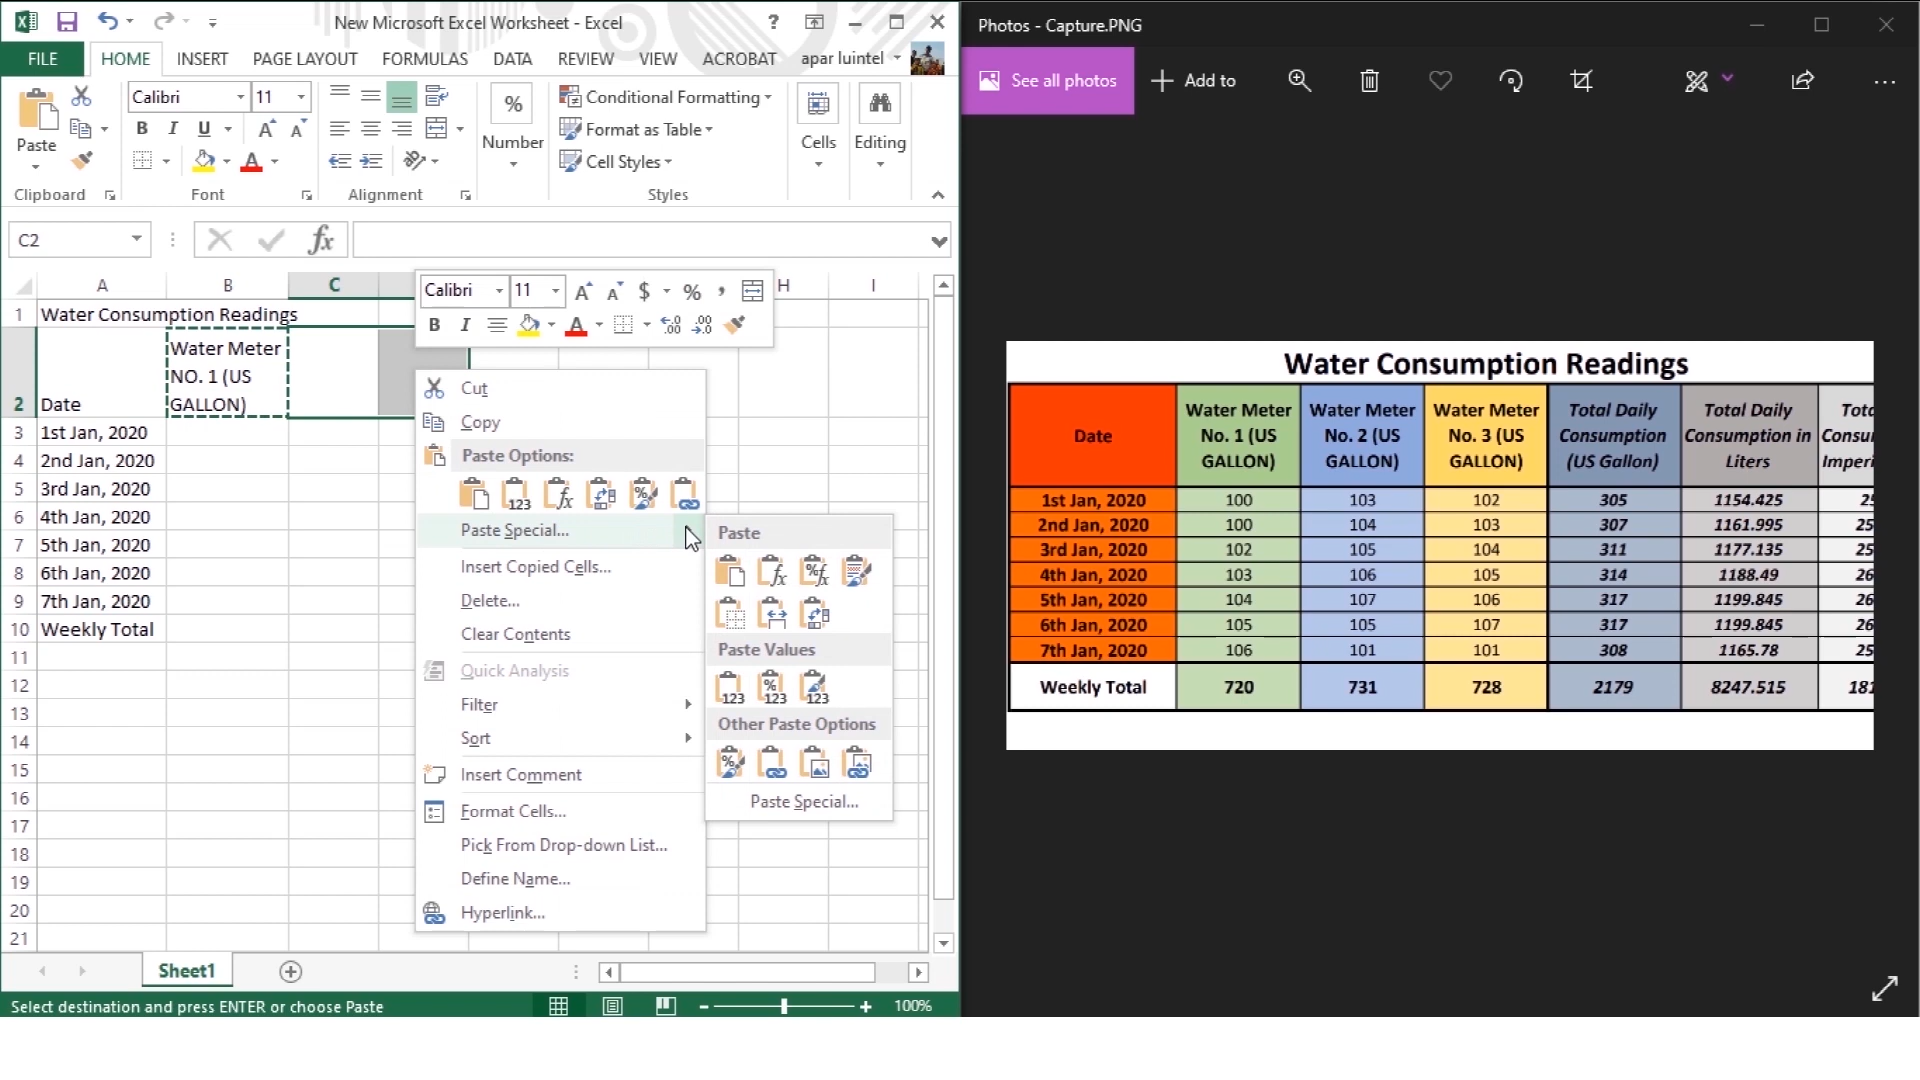 New Microsoft Excel Worksheet - Excel
FILE HOME INSERT PAGE LAYOUT FORMULAS DATA REVIEW VIEW ACROBAT apar luintel
Paste
Calibri 11
B I U
% Number
Conditional Formatting
Format as Table
Cell Styles
Cells
Editing
Clipboard Font Alignment Styles
C2 fx
A B C H I
1 Water Consumption Readings
2 Date
Water Meter
NO. 1 (US
GALLON)
3 1st Jan, 2020
4 2nd Jan, 2020
5 3rd Jan, 2020
6 4th Jan, 2020
7 5th Jan, 2020
8 6th Jan, 2020
9 7th Jan, 2020
10 Weekly Total
11
12
13
14
15
16
17
18
19
20
21
Calibri 11 $ % ,
B I
Cut
Copy
Paste Options:
Paste Special...
Insert Copied Cells...
Delete...
Clear Contents
Quick Analysis
Filter
Sort
Insert Comment
Format Cells...
Pick From Drop-down List...
Define Name...
Hyperlink...
Paste
Paste Values
Other Paste Options
Paste Special...
Sheet1
Select destination and press ENTER or choose Paste 100%
Photos - Capture.PNG
See all photos Add to
Water Consumption Readings
Date
Water Meter
No. 1 (US
GALLON)
Water Meter
No. 2 (US
GALLON)
Water Meter
No. 3 (US
GALLON)
Total Daily
Consumption
(US Gallon)
Total Daily
Consumption in
Liters
1st Jan, 2020 100 103 102 305 1154.425
2nd Jan, 2020 100 104 103 307 1161.995
3rd Jan, 2020 102 105 104 311 1177.135
4th Jan, 2020 103 106 105 314 1188.49
5th Jan, 2020 104 107 106 317 1199.845
6th Jan, 2020 105 105 107 317 1199.845
7th Jan, 2020 106 101 101 308 1165.78
Weekly Total 720 731 728 2179 8247.515